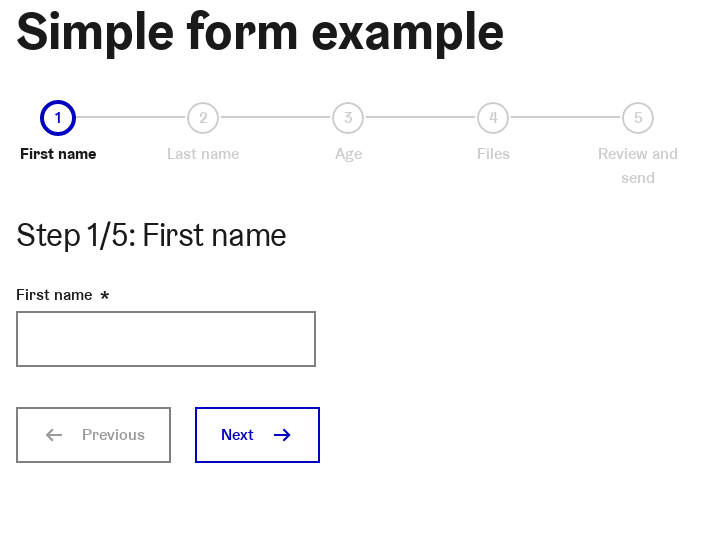 Simple form example
1
2
3
4
5
First name
Last name
Age
Files
Review and
send
Step 1/5: First name
First name *
Previous
Next